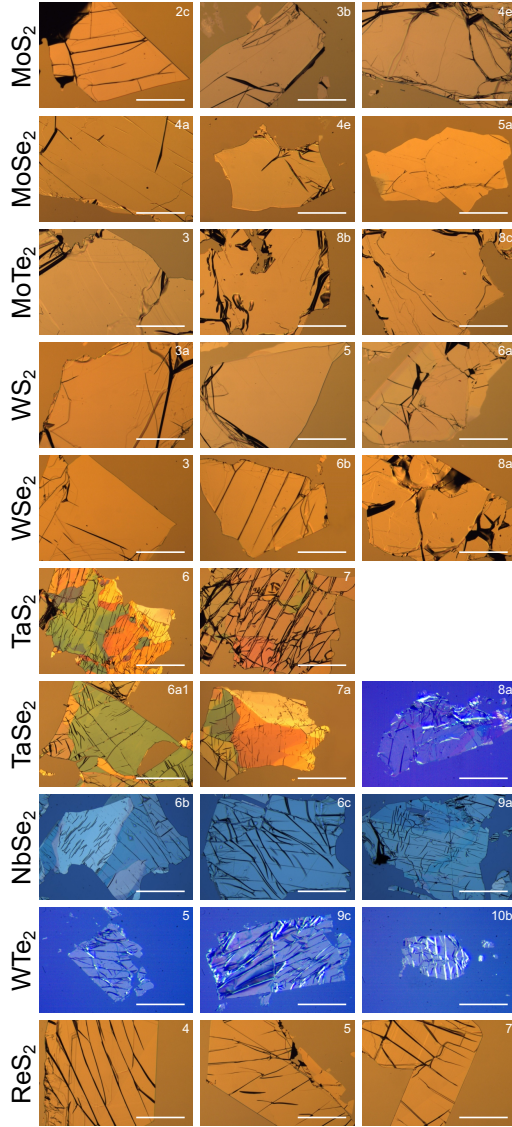 MoS2 2c 3b 4e
MoSe2 4a 4e 5a
MoTe2 3 8b 8c
WS2 3a 5 6a
WSe2 3 6b 8a
TaS2 6 7
TaSe2 6a1 7a 8a
NbSe2 6b 6c 9a
WTe2 5 9c 10b
ReS2 4 5 7